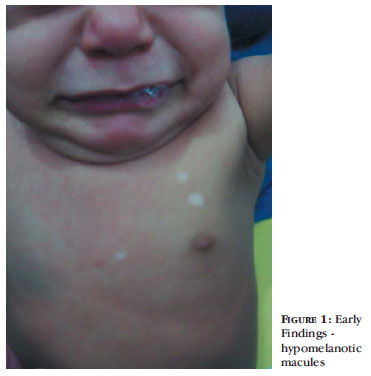 FIGURE 1: Early
Findings -
hypomelanotic
macules